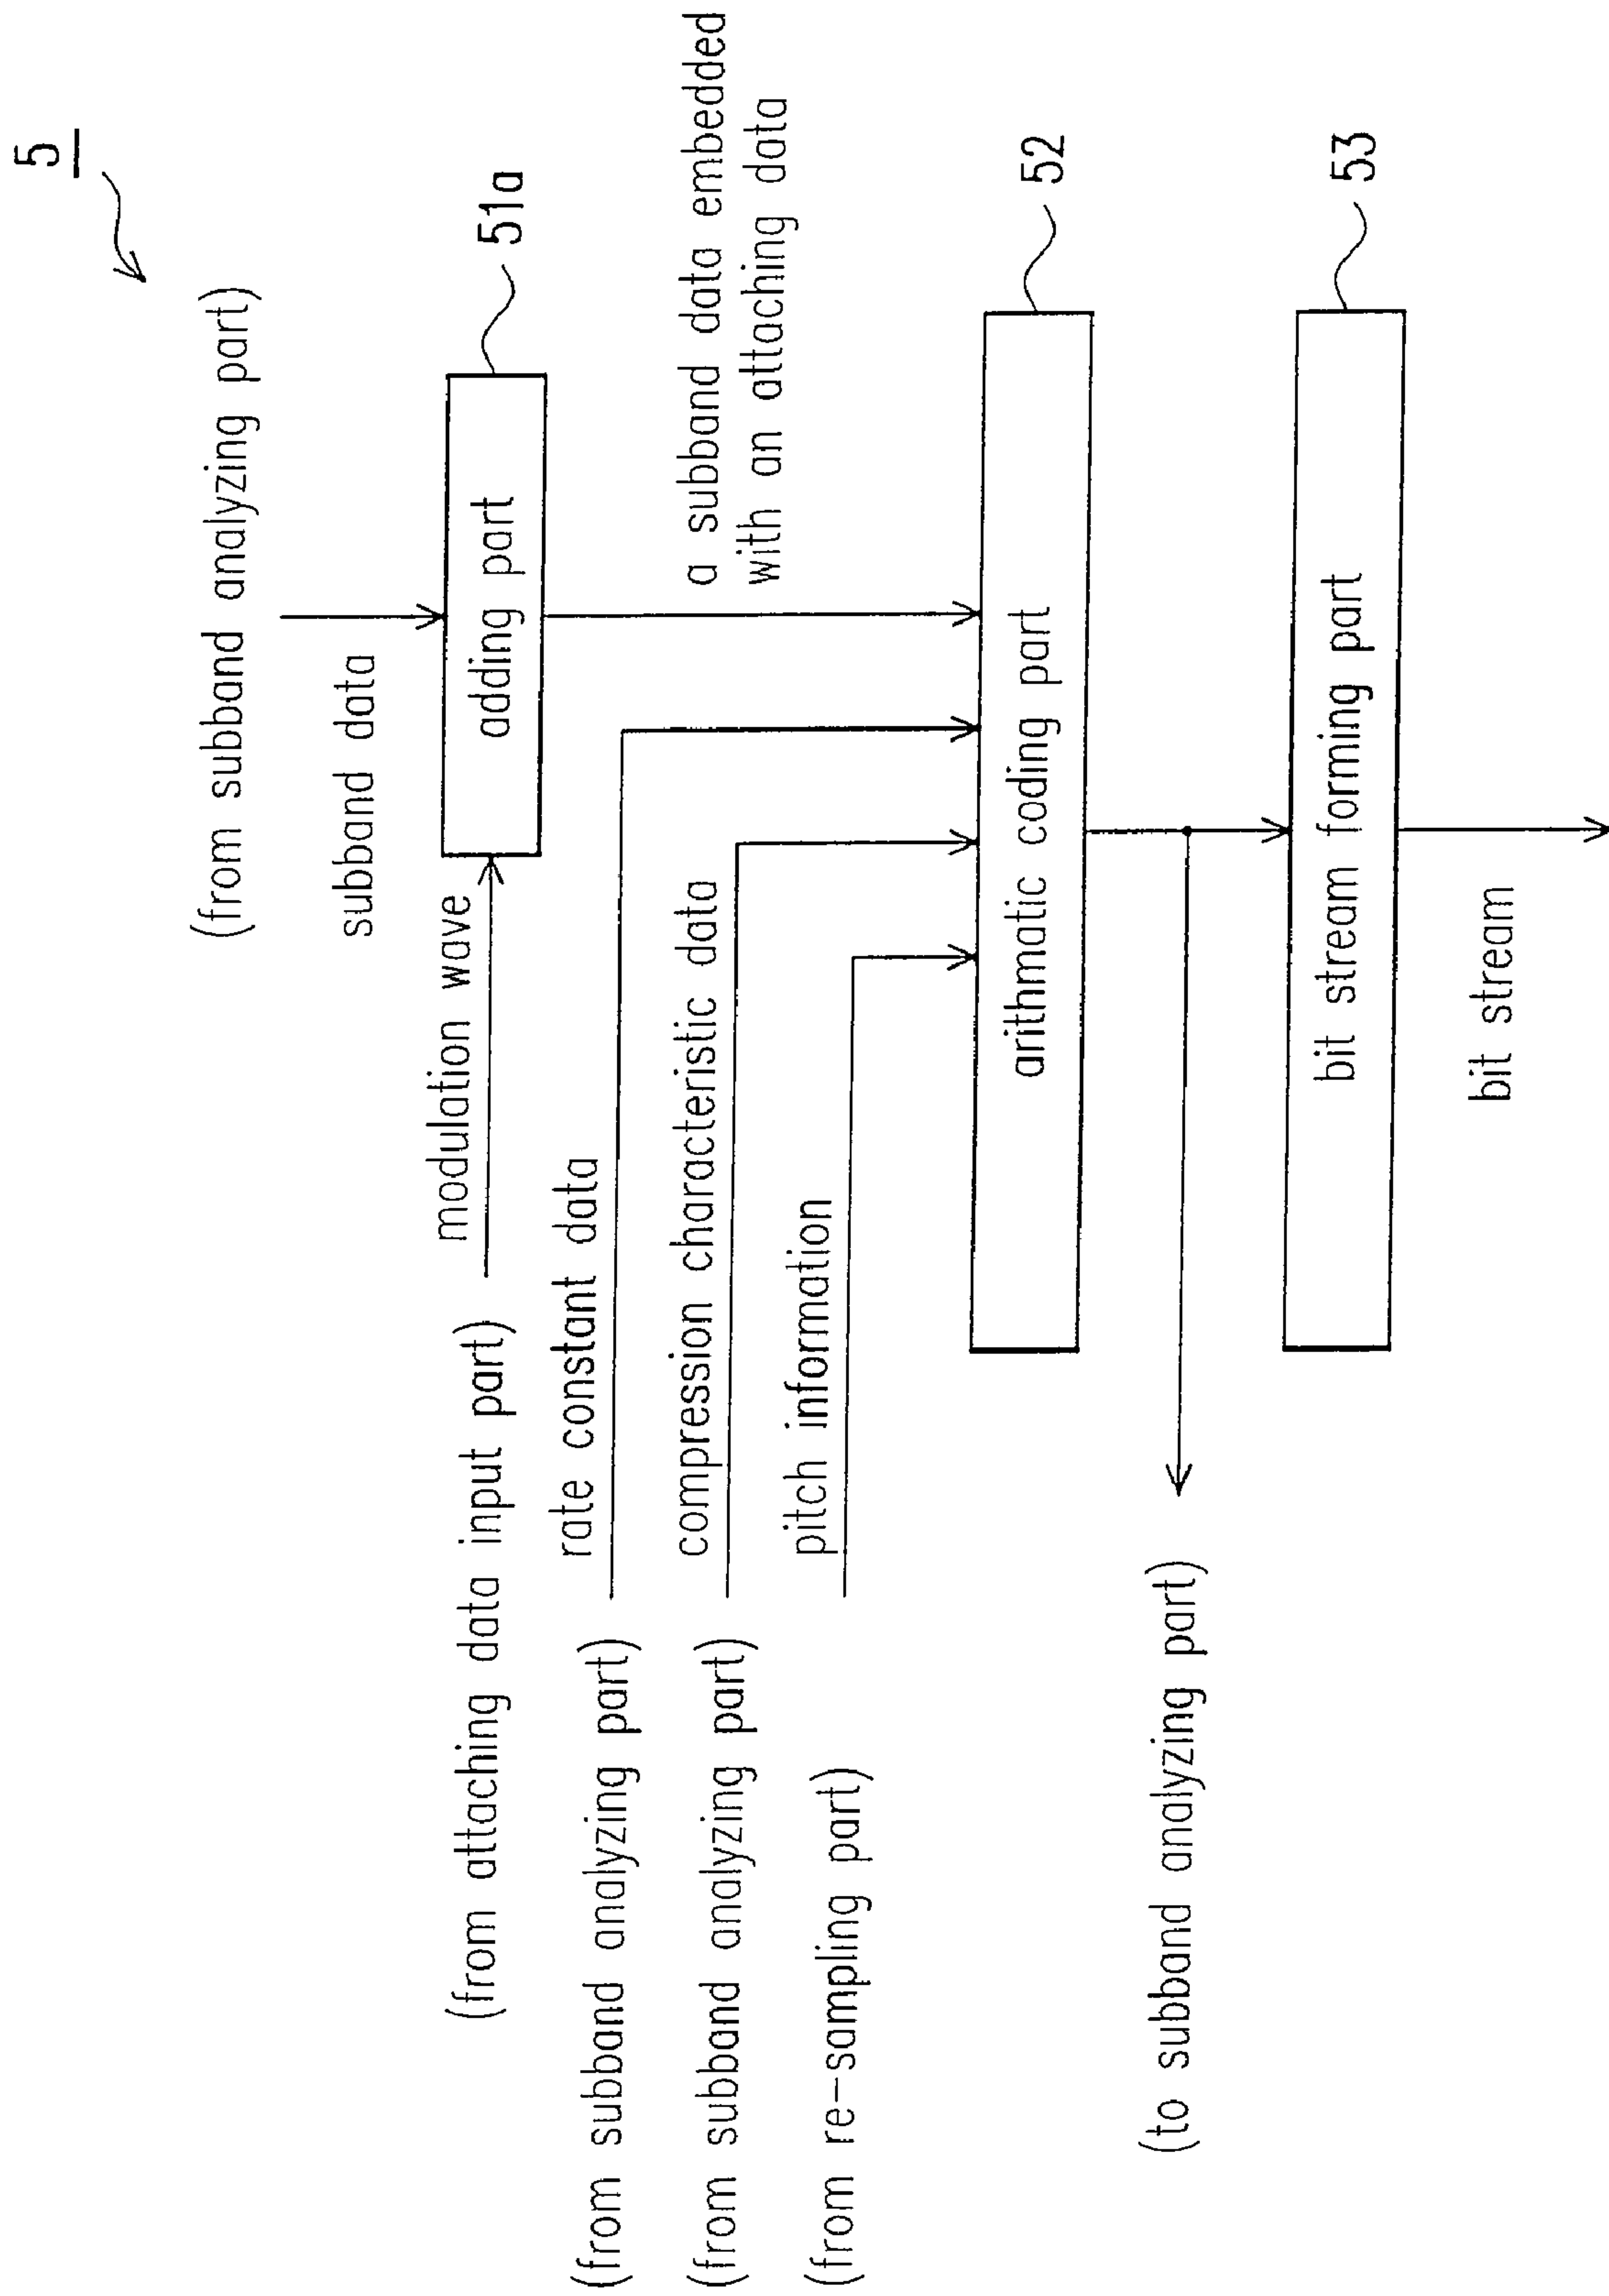 5
(from subband analyzing part)
subband data
(from attaching data input part)
modulation wave
adding part
51a
(from subband analyzing part)
rate constant data
a subband data embedded
with an attaching data
(from subband analyzing part)
compression characteristic data
(from re-sampling part)
pitch information
arithmatic coding part
52
(to subband analyzing part)
bit stream forming part
53
bit stream